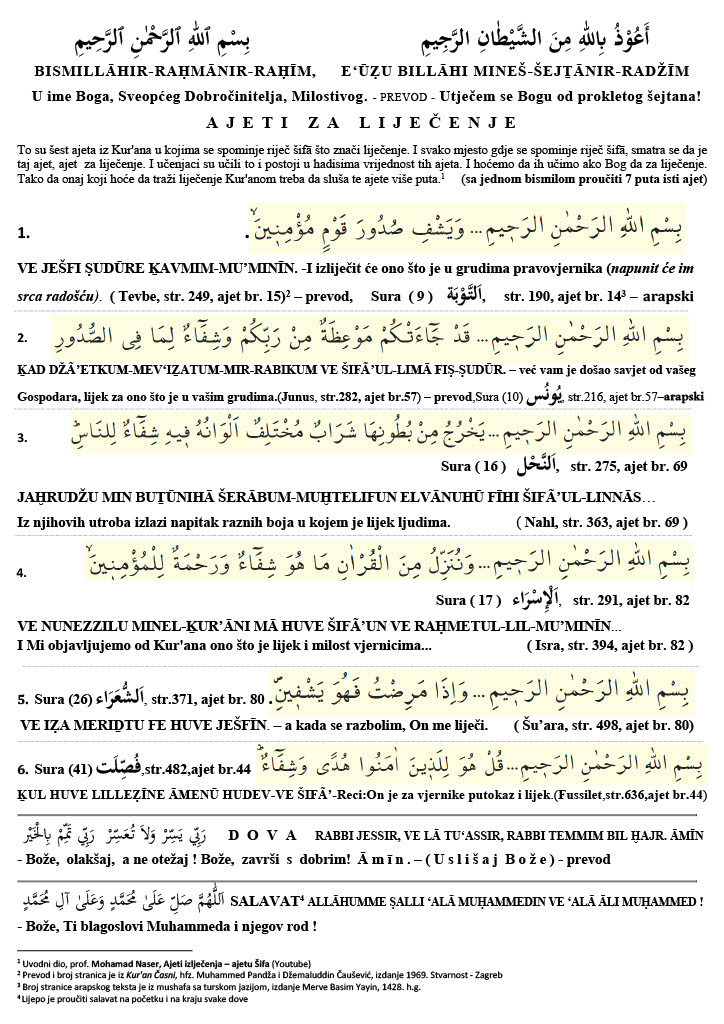 بِسْمِ ٱللَّهِ ٱلرَّحْمَٰنِ ٱلرَّحِيمِ أَعُوْذُ بِاللهِ مِنَ الشَّيْطَانِ الرَّجِيمِ
BISMILLĀHIR-RAḤMĀNIR-RAḤĪM, E‘ŪẔU BILLĀHI MINEŠ-ŠEJṬĀNIR-RADŽĪM
U ime Boga, Sveopćeg Dobročinitelja, Milostivog. - PREVOD - Utječem se Bogu od prokletog šejtana!
AJETI ZA LIJEČENJE
To su šest ajeta iz Kur'ana u kojima se spominje riječ šifā što znači liječenje. I svako mjesto gdje se spominje riječ šifā, smatra se da je
taj ajet, ajet za liječenje. I učenjaci su učili to i postoji u hadisima vrijednost tih ajeta. I hoćemo da ih učimo ako Bog da za liječenje.
Tako da onaj koji hoće da traži liječenje Kur'anom treba da sluša te ajete više puta.¹ (sa jednom bismilom proučiti 7 puta isti ajet)
1. بِسْمِ اللهِ الرَحْمٰنِ الرَجِيمِ... وَيَشْفِ صُدُورَ قَوْمٍ مُؤْمِنِينَۙ.
VE JEŠFI ṢUDŪRE ḴAVMIM-MU’MINĪN. -I izliječit će ono što je u grudima pravovjernika (napunit će im
srca radošću). ( Tevbe, str. 249, ajet br. 15)² – prevod, Sura ( 9 ) اَلتَّوْبَة, str. 190, ajet br. 14³ – arapski
2. بِسْمِ اللهِ الرَحْمٰنِ الرَجِيمِ... قَدْ جَٓاءَتْكُمْ مَوْعِظَةٌ مِنْ رَبِّكُمْ وَشِفَٓاءٌ لِمَا فِى الصُّدُورِ
ḴAD DŽĀ’ETKUM-MEV‘IẔATUM-MIR-RABIKUM VE ŠIFĀ’UL-LIMĀ FIṢ-ṢUDŪR. – već vam je došao savjet od vašeg
Gospodara, lijek za ono što je u vašim grudima.(Junus, str.282, ajet br.57) – prevod,Sura (10) يُونُس, str.216, ajet br.57–arapski
3. بِسْمِ اللهِ الرَحْمٰنِ الرَجِيمِ... يَخْرُجُ مِنْ بُطُونِهَا شَرَابٌ مُخْتَلِفٌ اَلْوَانُهُ فِيهِ شِفَٓاءٌ لِلنَّاسِۜ
Sura ( 16 ) اَلنَّحْل, str. 275, ajet br. 69
JAḪRUDŽU MIN BUṬŪNIHĀ ŠERĀBUM-MUḪTELIFUN ELVĀNUHŪ FĪHI ŠIFĀ’UL-LINNĀS…
Iz njihovih utroba izlazi napitak raznih boja u kojem je lijek ljudima. ( Nahl, str. 363, ajet br. 69 )
4. بِسْمِ اللهِ الرَحْمٰنِ الرَجِيمِ... وَنُنَزِّلُ مِنَ الْقُرْاٰنِ مَا هُوَ شِفَٓاءٌ وَرَحْمَةٌ لِلْمُؤْمِنِينَۙ
Sura ( 17 ) اَلْإِسْرَاء, str. 291, ajet br. 82
VE NUNEZZILU MINEL-ḴUR’ĀNI MĀ HUVE ŠIFĀ’UN VE RAḤMETUL-LIL-MU’MINĪN...
I Mi objavljujemo od Kur'ana ono što je lijek i milost vjernicima... ( Isra, str. 394, ajet br. 82 )
5. Sura (26) اَلشُّعَرَاء, str.371, ajet br. 80 . بِسْمِ اللهِ الرَحْمٰنِ الرَجِيمِ... وَاِذَا مَرِضْتُ فَهُوَ يَشْفِينِۖ
VE IẔA MERIḌTU FE HUVE JEŠFĪN. – a kada se razbolim, On me liječi. ( Šu’ara, str. 498, ajet br. 80)
6. Sura (41) فُصِّلَت,str.482,ajet br.44 بِسْمِ اللهِ الرَحْمٰنِ الرَجِيمِ... قُلْ هُوَ لِلَّذِينَ اٰمَنُوا هُدًى وَشِفَٓاءٌۜ
ḴUL HUVE LILLEẔĪNE ĀMENŪ HUDEV-VE ŠIFĀ’-Reci:On je za vjernike putokaz i lijek.(Fussilet,str.636,ajet br.44)
رَبِّي يَسِّرْ وَلاَ تُعَسِّرْ رَبِّي تَمِّمْ بِالْخَيْرِ DOVA RABBI JESSIR, VE LĀ TU‘ASSIR, RABBI TEMMIM BIL ḪAJR. ĀMĪN
- Bože, olakšaj, a ne otežaj ! Bože, završi s dobrim! Āmīn. – ( Uslišaj Bože ) - prevod
اَللَّهُمَّ صَلِّ عَلَىٰ مُحَمَّدٍ وَعَلَىٰ آلِ مُحَمَّدٍ SALAVAT⁴ ALLĀHUMME ṢALLI ‘ALĀ MUḤAMMEDIN VE ‘ALĀ ĀLI MUḤAMMED !
- Bože, Ti blagoslovi Muhammeda i njegov rod !
¹ Uvodni dio, prof. Mohamad Naser, Ajeti izlječenja – ajetu Šifa (Youtube)
² Prevod i broj stranica je iz Kur'an Časni, hfz. Muhammed Pandža i Džemaluddin Čaušević, izdanje 1969. Stvarnost - Zagreb
³ Broj stranice arapskog teksta je iz mushafa sa turskom jazijom, izdanje Merve Basim Yayin, 1428. h.g.
⁴ Lijepo je proučiti salavat na početku i na kraju svake dove